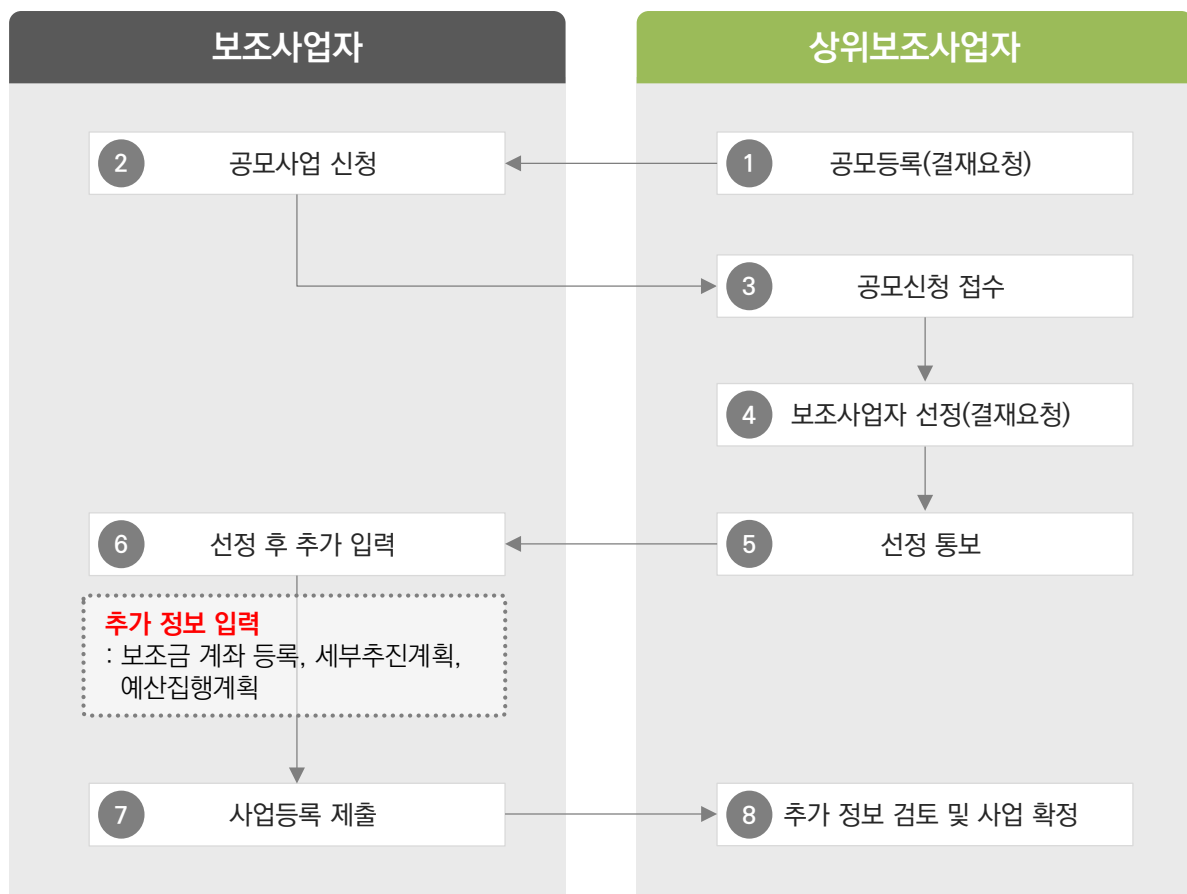 보조사업자
상위보조사업자
1 공모등록(결재요청)
2 공모사업 신청
3 공모신청 접수
4 보조사업자 선정(결재요청)
5 선정 통보
6 선정 후 추가 입력
추가 정보 입력
: 보조금 계좌 등록, 세부추진계획,
예산집행계획
7 사업등록 제출
8 추가 정보 검토 및 사업 확정